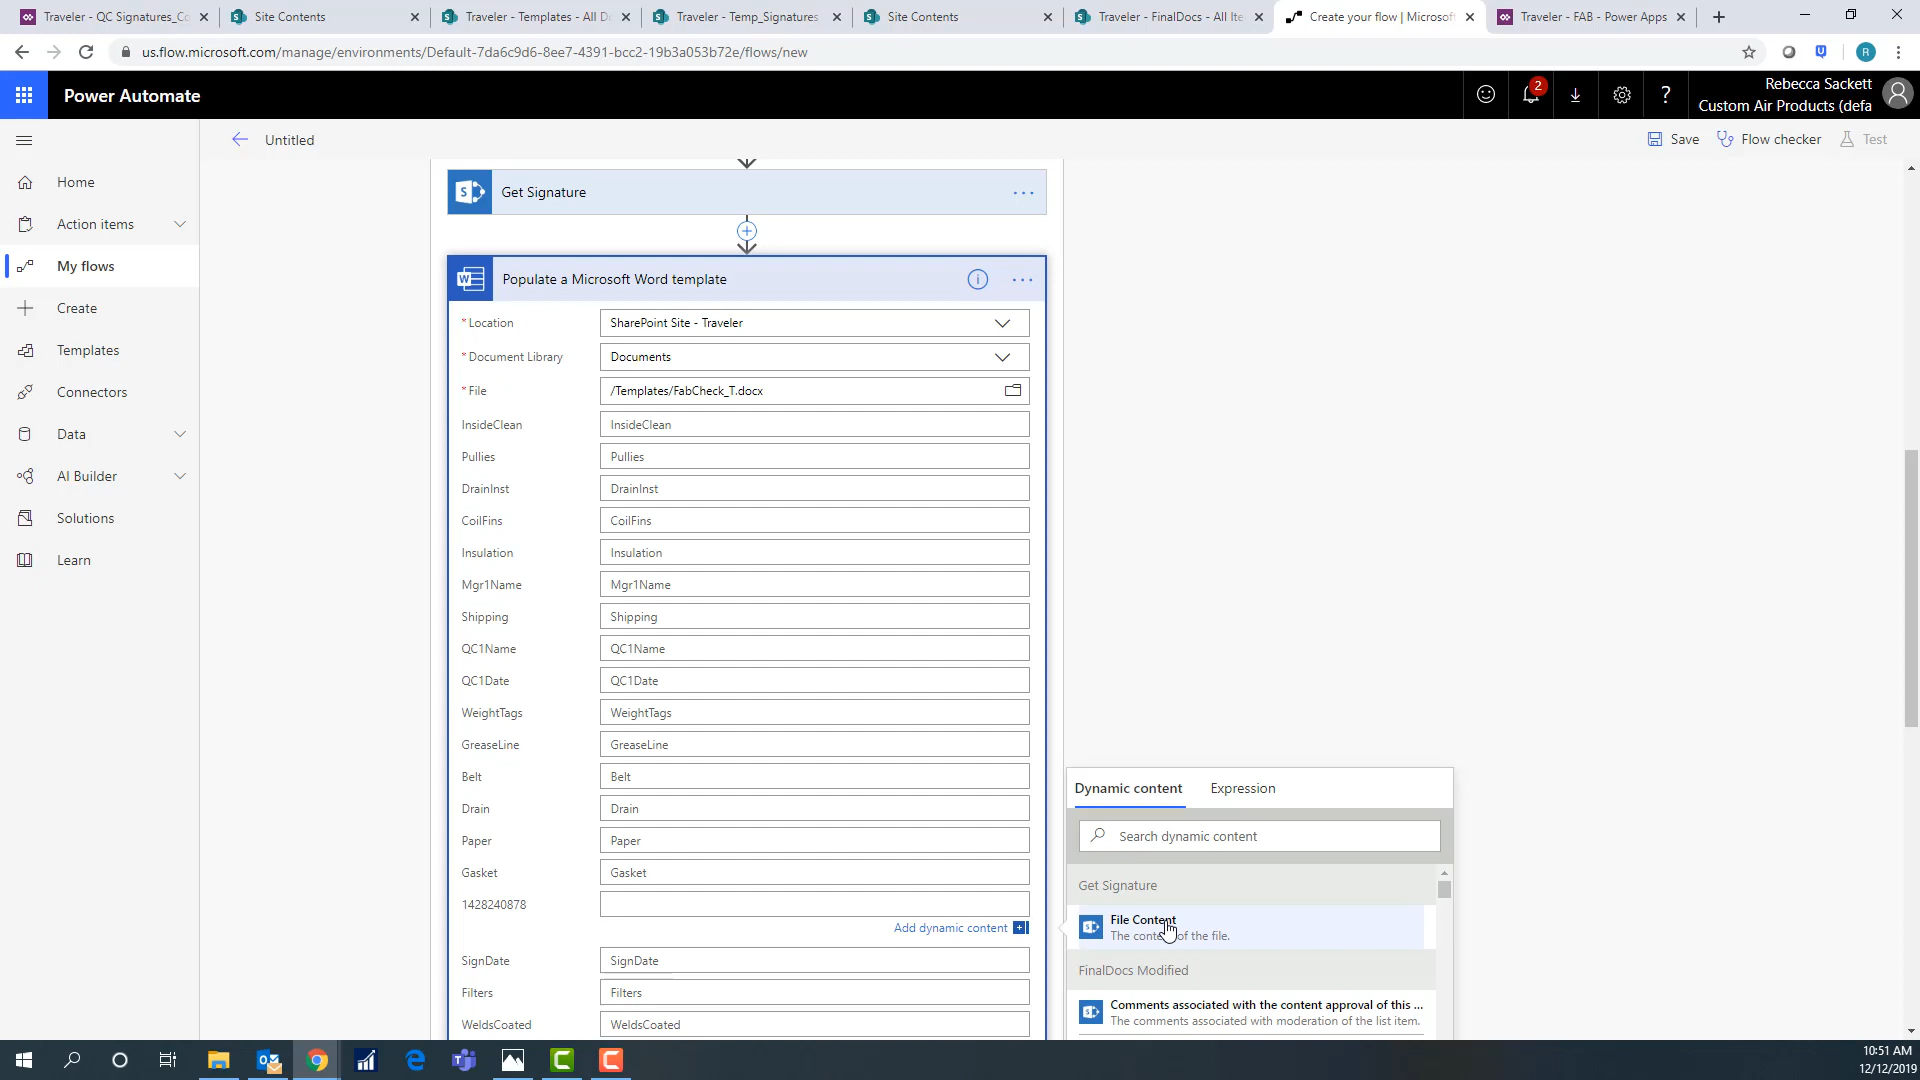 Traveler - QC Signatures_Co
Site Contents
Traveler - Templates - All D
Traveler - Temp_Signatures
Site Contents
Traveler - FinalDocs - All Ite
Create your flow | Microsof
Traveler - FAB - Power Apps
us.flow.microsoft.com/manage/environments/Default-7da6c9d6-8ee7-4391-bcc2-19b3a053b72e/flows/new
R
Power Automate
2
?
Rebecca Sackett
Custom Air Products (defa
Untitled
Save
Flow checker
Test
Home
Action items
My flows
Create
Templates
Connectors
Data
AI Builder
Solutions
Learn
Get Signature
Populate a Microsoft Word template
* Location
SharePoint Site - Traveler
* Document Library
Documents
* File
/Templates/FabCheck_T.docx
InsideClean
InsideClean
Pullies
Pullies
DrainInst
DrainInst
CoilFins
CoilFins
Insulation
Insulation
Mgr1Name
Mgr1Name
Shipping
Shipping
QC1Name
QC1Name
QC1Date
QC1Date
WeightTags
WeightTags
GreaseLine
GreaseLine
Belt
Belt
Drain
Drain
Paper
Paper
Gasket
Gasket
1428240878
Add dynamic content
SignDate
SignDate
Filters
Filters
WeldsCoated
WeldsCoated
Dynamic content
Expression
Search dynamic content
Get Signature
File Content
The content of the file.
FinalDocs Modified
Comments associated with the content approval of this ...
The comments associated with moderation of the list item.
10:51 AM
12/12/2019